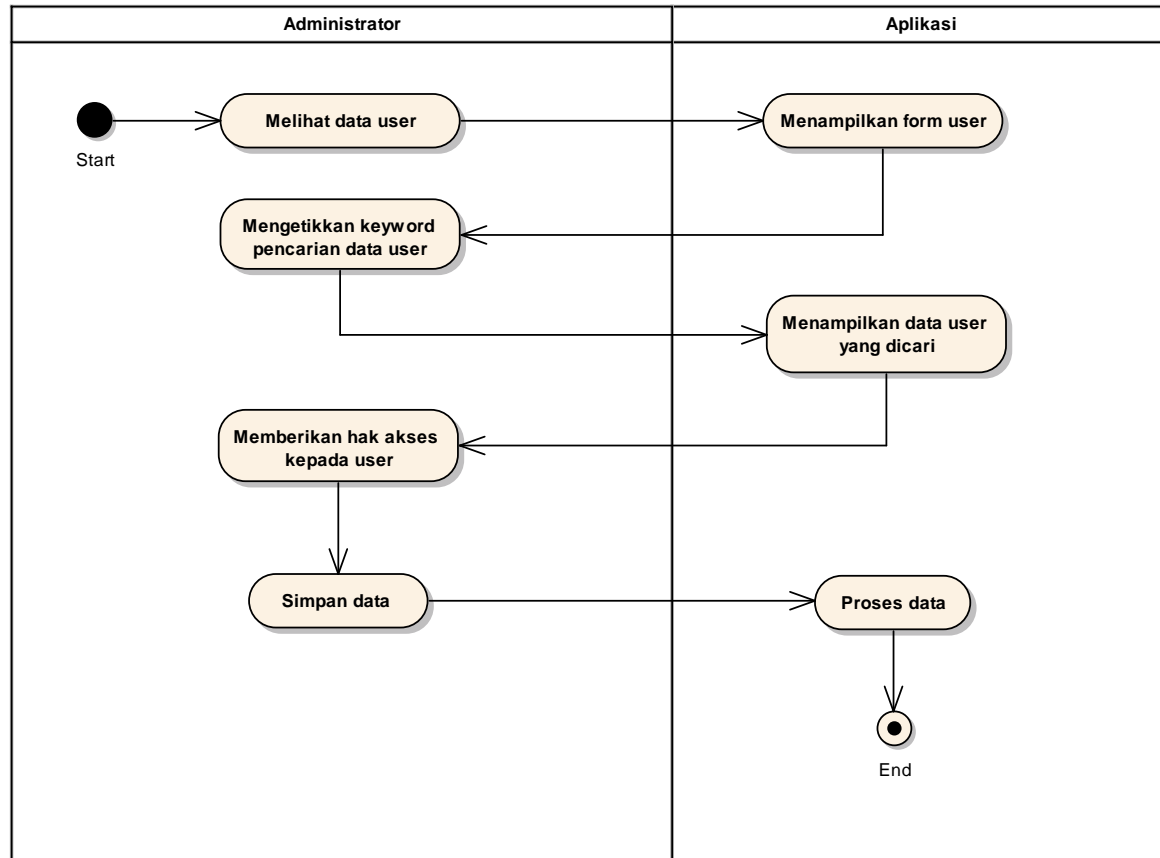 Administrator
Aplikasi
Start
Melihat data user
Menampilkan form user
Mengetikkan keyword
pencarian data user
Menampilkan data user
yang dicari
Memberikan hak akses
kepada user
Simpan data
Proses data
End